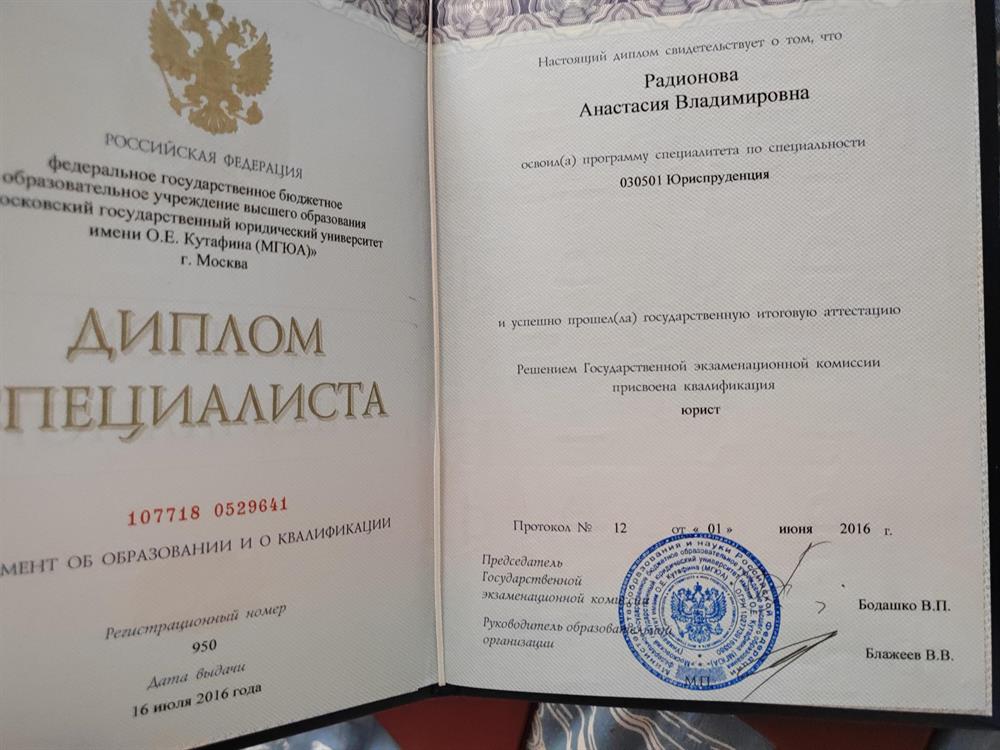 РОССИЙСКАЯ ФЕДЕРАЦИЯ
федеральное государственное бюджетное
образовательное учреждение высшего образования
осковский государственный юридический университет
имени О.Е. Кутафина (МГЮА)»
г. Москва
ДИПЛОМ
СПЕЦИАЛИСТА
107718 0529641
МЕНТ ОБ ОБРАЗОВАНИИ И О КВАЛИФИКАЦИИ
Регистрационный номер
950
Дата выдачи
16 июля 2016 года
Настоящий диплом свидетельствует о том, что
Радионова
Анастасия Владимировна
освоил(а) программу специалитета по специальности
030501 Юриспруденция
и успешно прошел(ла) государственную итоговую аттестацию
Решением Государственной экзаменационной комиссии
присвоена квалификация
юрист
Протокол № 12 от « 01 » июня 2016 г.
Председатель
Государственной
экзаменационной комиссии
Бодашко В.П.
Руководитель образовательной
организации
Блажеев В.В.
М.П.